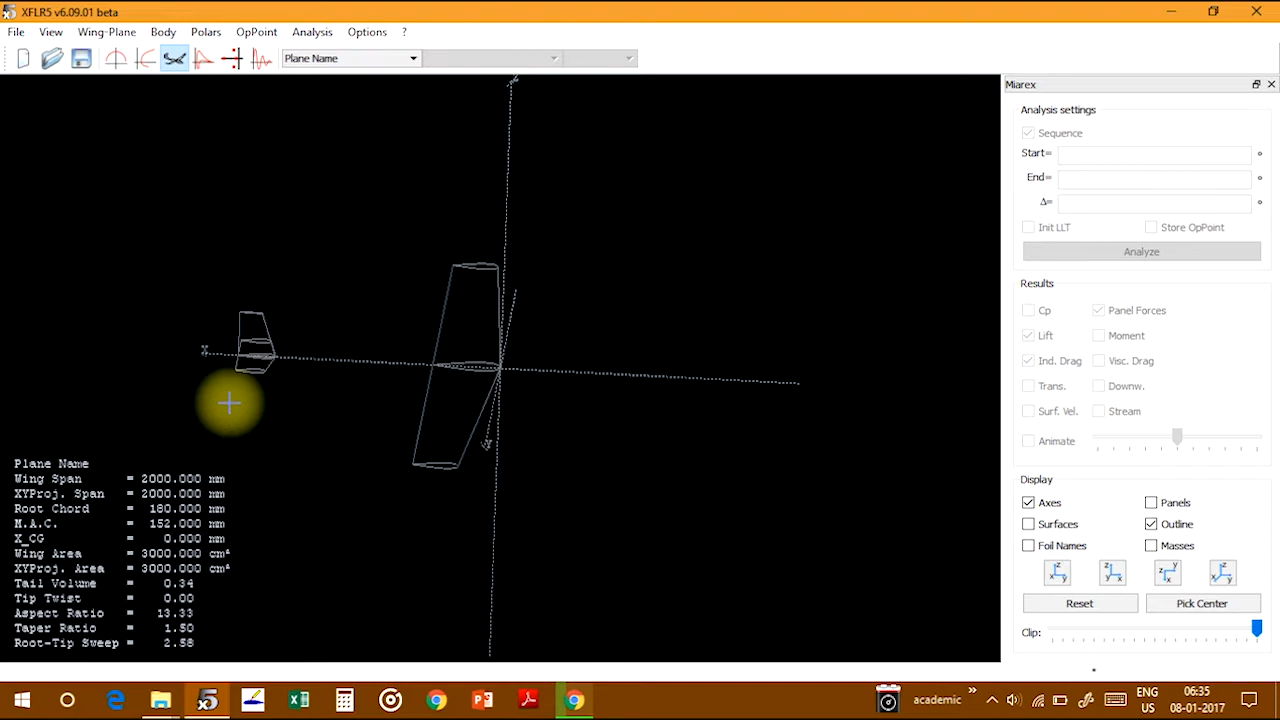 XFLR5 v6.09.01 beta
File View Wing-Plane Body Polars OpPoint Analysis Options ?
Plane Name
Miarex
Analysis settings
Sequence
Start= °
End= °
Δ= °
Init LLT Store OpPoint
Analyze
Results
Cp Panel Forces
Lift Moment
Ind. Drag Visc. Drag
Trans. Downw.
Surf. Vel. Stream
Animate
Display
Axes Panels
Surfaces Outline
Foil Names Masses
Reset Pick Center
Clip:
X
Y
Z
Plane Name
Wing Span = 2000.000 mm
XYProj. Span = 2000.000 mm
Root Chord = 180.000 mm
M.A.C. = 152.000 mm
X_CG = 0.000 mm
Wing Area = 3000.000 cm²
XYProj. Area = 3000.000 cm²
Tail Volume = 0.34
Tip Twist = 0.00
Aspect Ratio = 13.33
Taper Ratio = 1.50
Root-Tip Sweep = 2.58
academic
ENG
US
06:35
08-01-2017